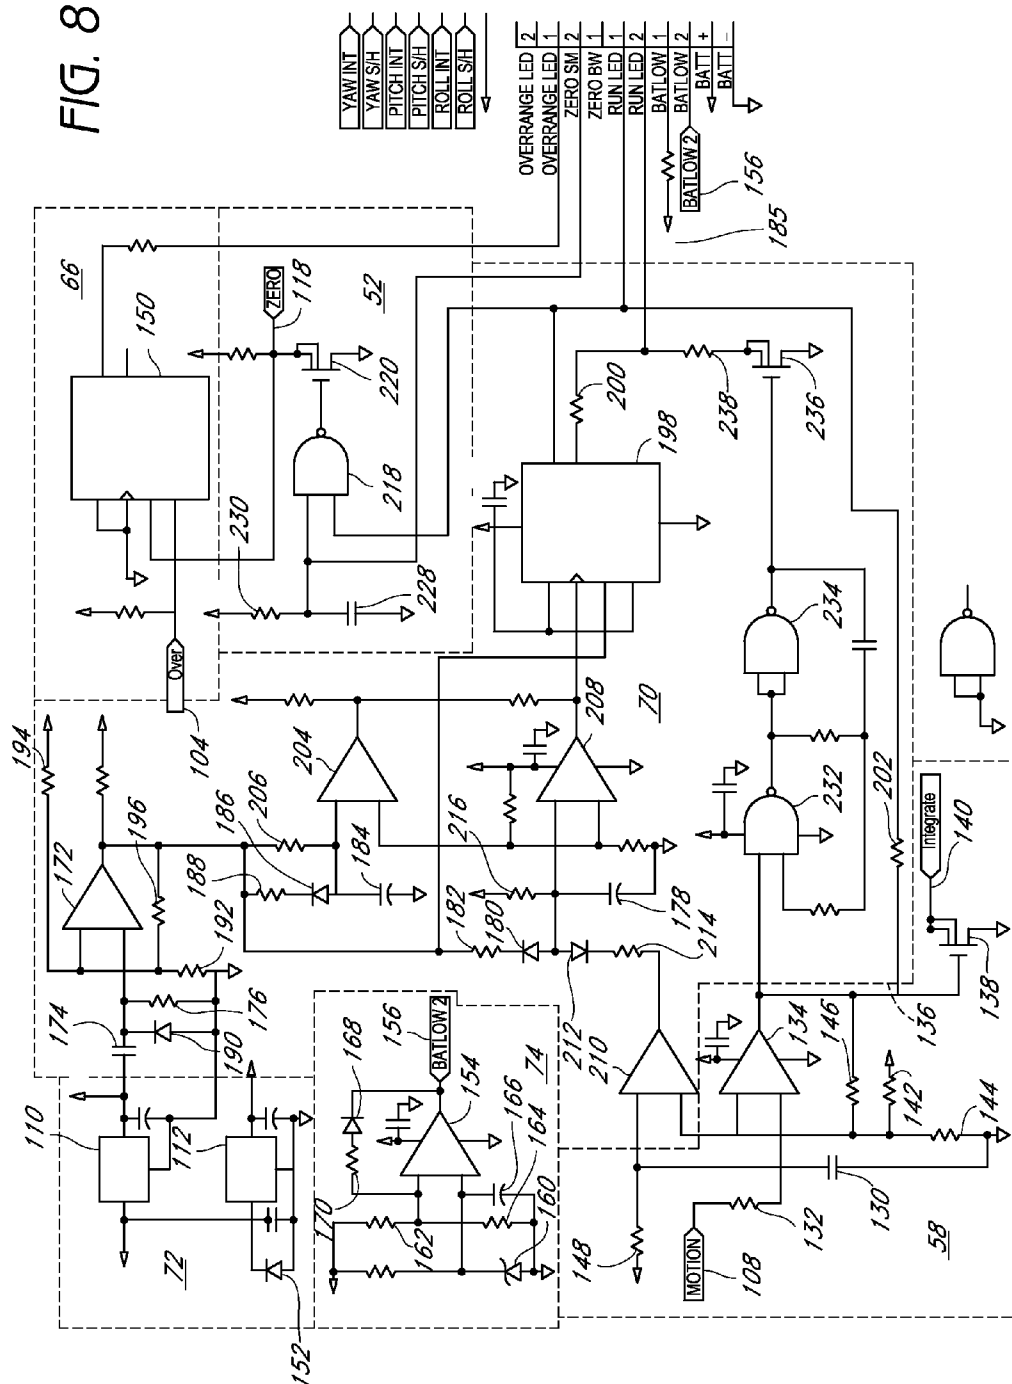 FIG. 8
YAW INT
YAW S/H
PITCH INT
PITCH S/H
ROLL INT
ROLL S/H
OVERRANGE LED 2
OVERRANGE LED 1
ZERO SM 2
ZERO BW 1
RUN LED 1
RUN LED 2
BATLOW 1
BATLOW 2
BATT +
BATT -
BATLOW 2
156
185
66
150
ZERO
118
52
220
218
230
228
Over
104
200
198
238
236
194
172
196
192
174
176
190
110
112
72
152
204
206
186
188
184
208
70
216
182
180
178
214
212
210
234
232
202
Integrate
140
138
136
BATLOW 2
156
168
154
74
166
164
160
170
162
134
146
142
144
148
130
132
MOTION
108
58